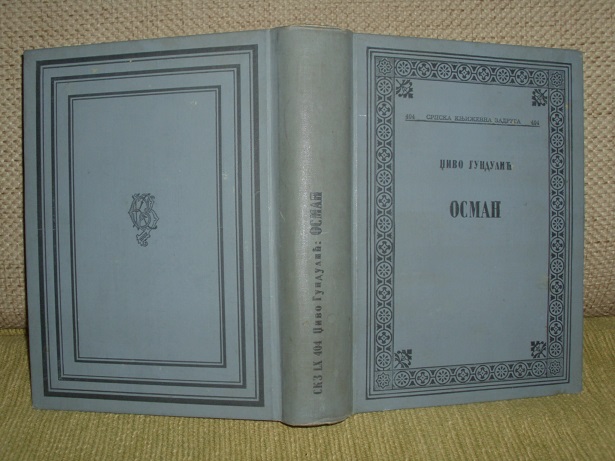 404 СРПСКА КЊИЖЕВНА ЗАДРУГА 404
ЏИВО ГУНДУЛИЋ
ОСМАН
СКЗ LX 404 Џиво Гундулић: ОСМАН